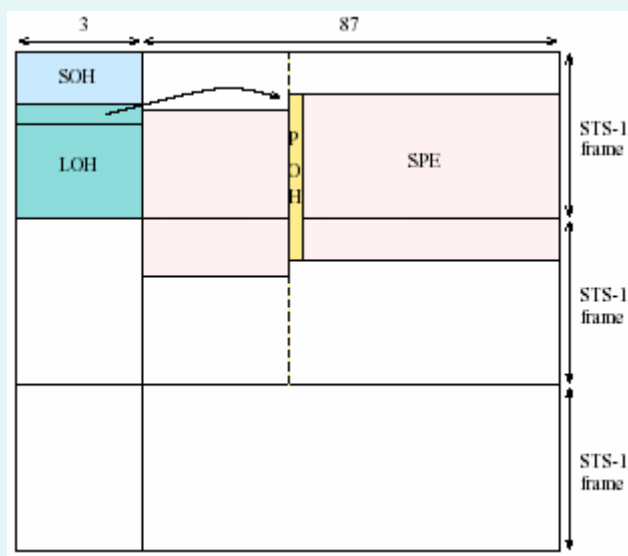 3
87
SOH
LOH
P
O
H
SPE
STS-1
frame
STS-1
frame
STS-1
frame